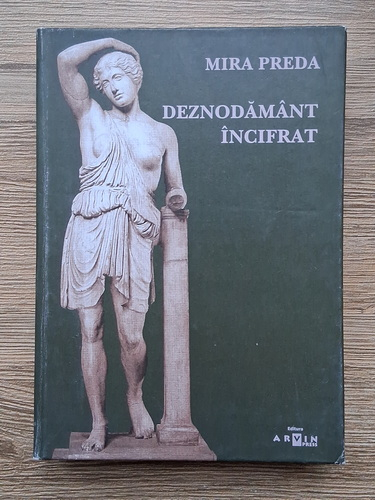 MIRA PREDA
DEZNODĂMÂNT
ÎNCIFRAT
Editura
ARVIN
PRESS